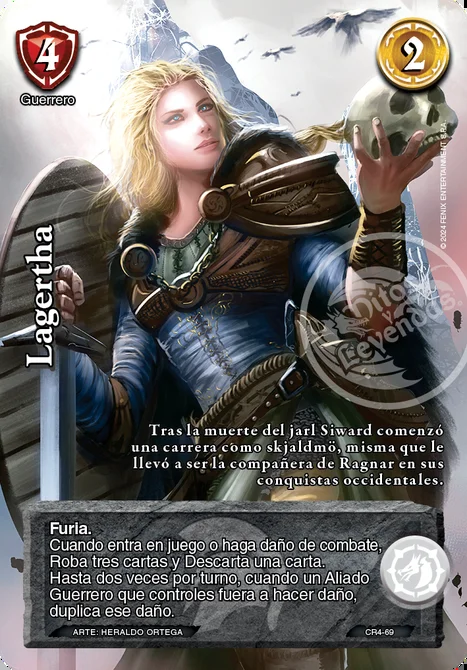 4
2
Guerrero
© 2024 FENIX ENTERTAINMENT SPA
Lagertha
Mitos
y
Leyendas
Tras la muerte del jarl Siward comenzó
una carrera como skjaldmö, misma que le
llevó a ser la compañera de Ragnar en sus
conquistas occidentales.
Furia.
Cuando entra en juego o haga daño de combate,
Roba tres cartas y Descarta una carta.
Hasta dos veces por turno, cuando un Aliado
Guerrero que controles fuera a hacer daño,
duplica ese daño.
ARTE: HERALDO ORTEGA
CR4-69